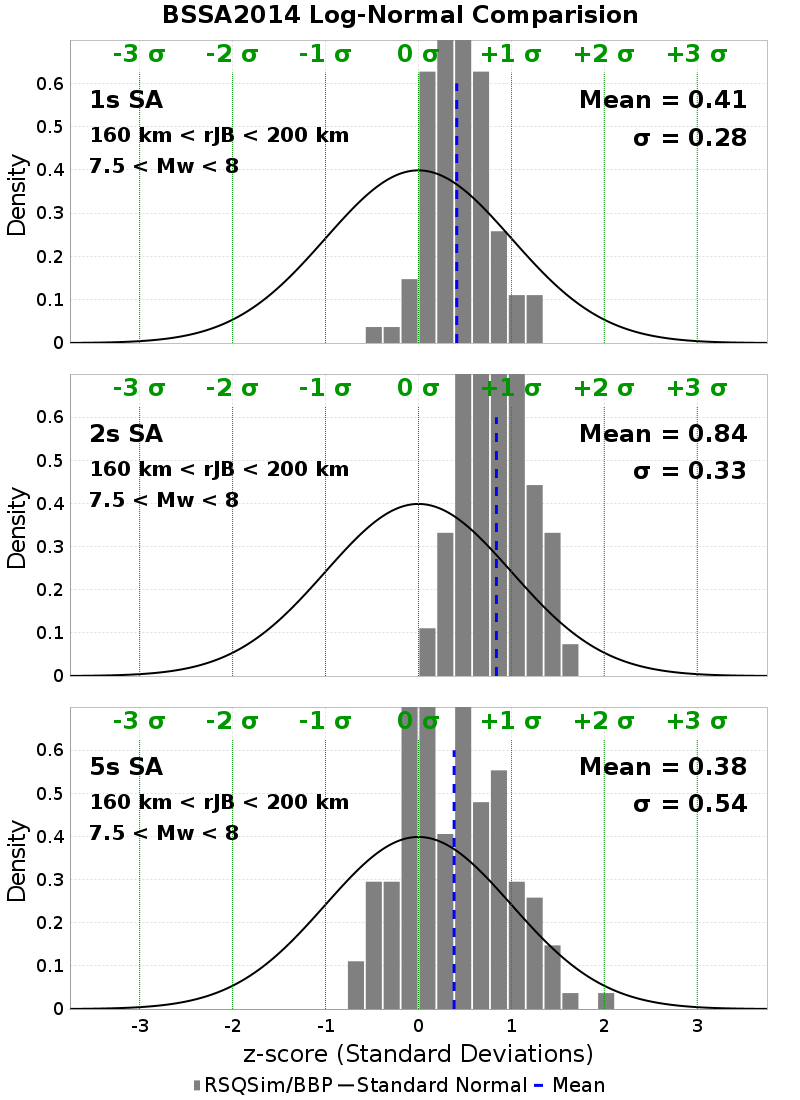 BSSA2014 Log-Normal Comparision
-3 σ -2 σ -1 σ 0 σ +1 σ +2 σ +3 σ
1s SA
Mean = 0.41
160 km < rJB < 200 km
σ = 0.28
7.5 < Mw < 8
0.6
0.5
0.4
0.3
0.2
0.1
0
Density
-3 σ -2 σ -1 σ 0 σ +1 σ +2 σ +3 σ
2s SA
Mean = 0.84
160 km < rJB < 200 km
σ = 0.33
7.5 < Mw < 8
0.6
0.5
0.4
0.3
0.2
0.1
0
Density
-3 σ -2 σ -1 σ 0 σ +1 σ +2 σ +3 σ
5s SA
Mean = 0.38
160 km < rJB < 200 km
σ = 0.54
7.5 < Mw < 8
0.6
0.5
0.4
0.3
0.2
0.1
0
Density
-3 -2 -1 0 1 2 3
z-score (Standard Deviations)
RSQSim/BBP Standard Normal Mean